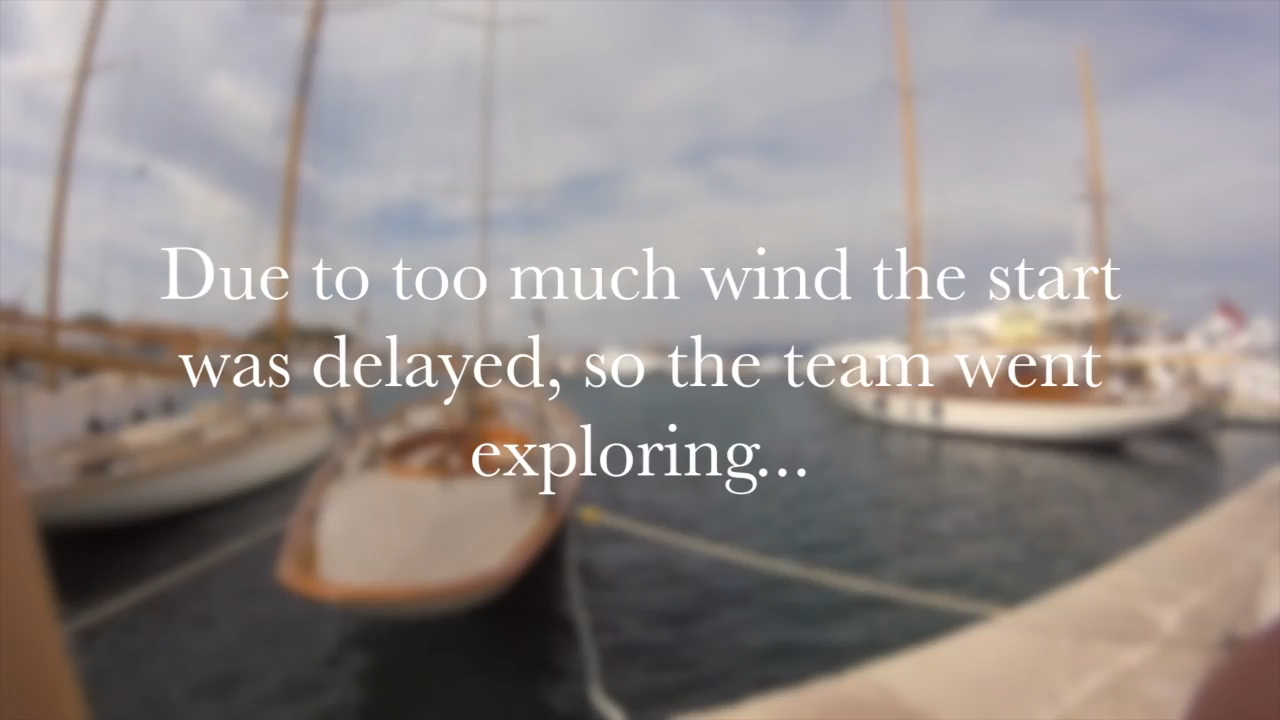 Due to too much wind the start
was delayed, so the team went
exploring...